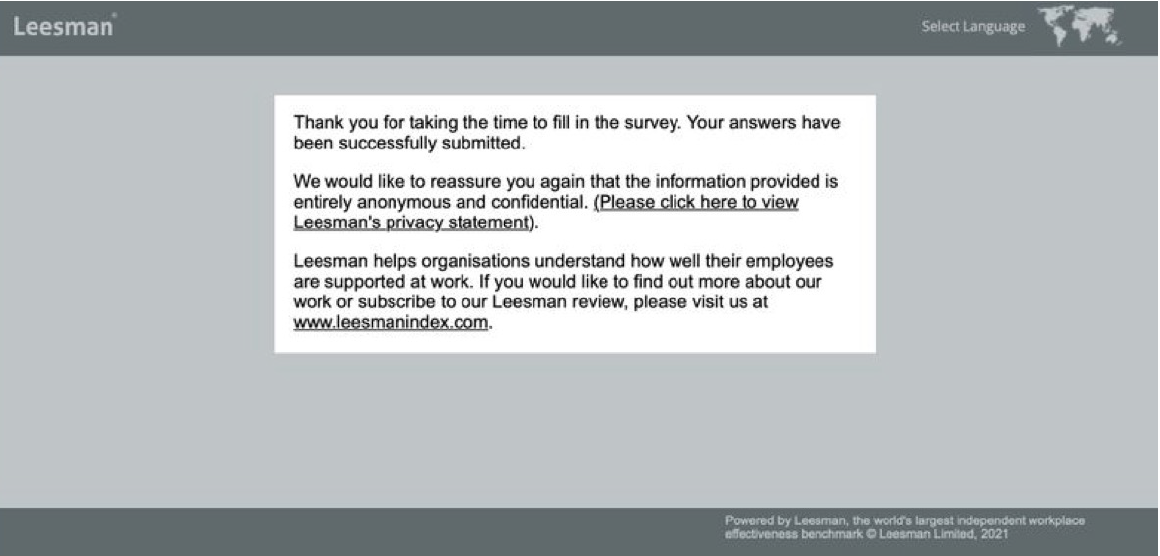 Leesman®
Select Language
Thank you for taking the time to fill in the survey. Your answers have
been successfully submitted.
We would like to reassure you again that the information provided is
entirely anonymous and confidential. (Please click here to view
Leesman's privacy statement).
Leesman helps organisations understand how well their employees
are supported at work. If you would like to find out more about our
work or subscribe to our Leesman review, please visit us at
www.leesmanindex.com.
Powered by Leesman, the world's largest independent workplace
effectiveness benchmark © Leesman Limited, 2021